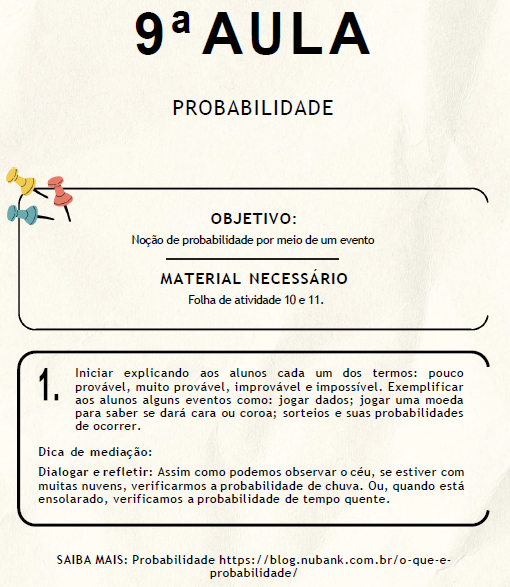 9ª AULA
PROBABILIDADE
OBJETIVO:
Noção de probabilidade por meio de um evento
MATERIAL NECESSÁRIO
Folha de atividade 10 e 11.
1. Iniciar explicando aos alunos cada um dos termos: pouco
provável, muito provável, improvável e impossível. Exemplificar
aos alunos alguns eventos como: jogar dados; jogar uma moeda
para saber se dará cara ou coroa; sorteios e suas probabilidades
de ocorrer.
Dica de mediação:
Dialogar e refletir: Assim como podemos observar o céu, se estiver com
muitas nuvens, verificarmos a probabilidade de chuva. Ou, quando está
ensolarado, verificamos a probabilidade de tempo quente.
SAIBA MAIS: Probabilidade https://blog.nubank.com.br/o-que-e-
probabilidade/